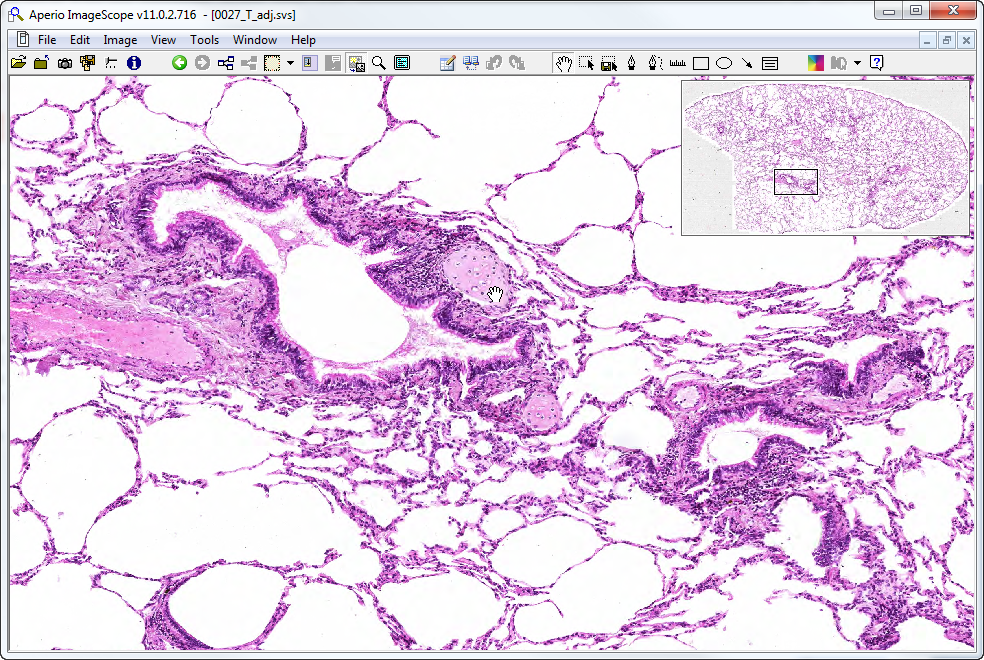 Aperio ImageScope v11.0.2.716 - [0027_T_adj.svs]
File Edit Image View Tools Window Help